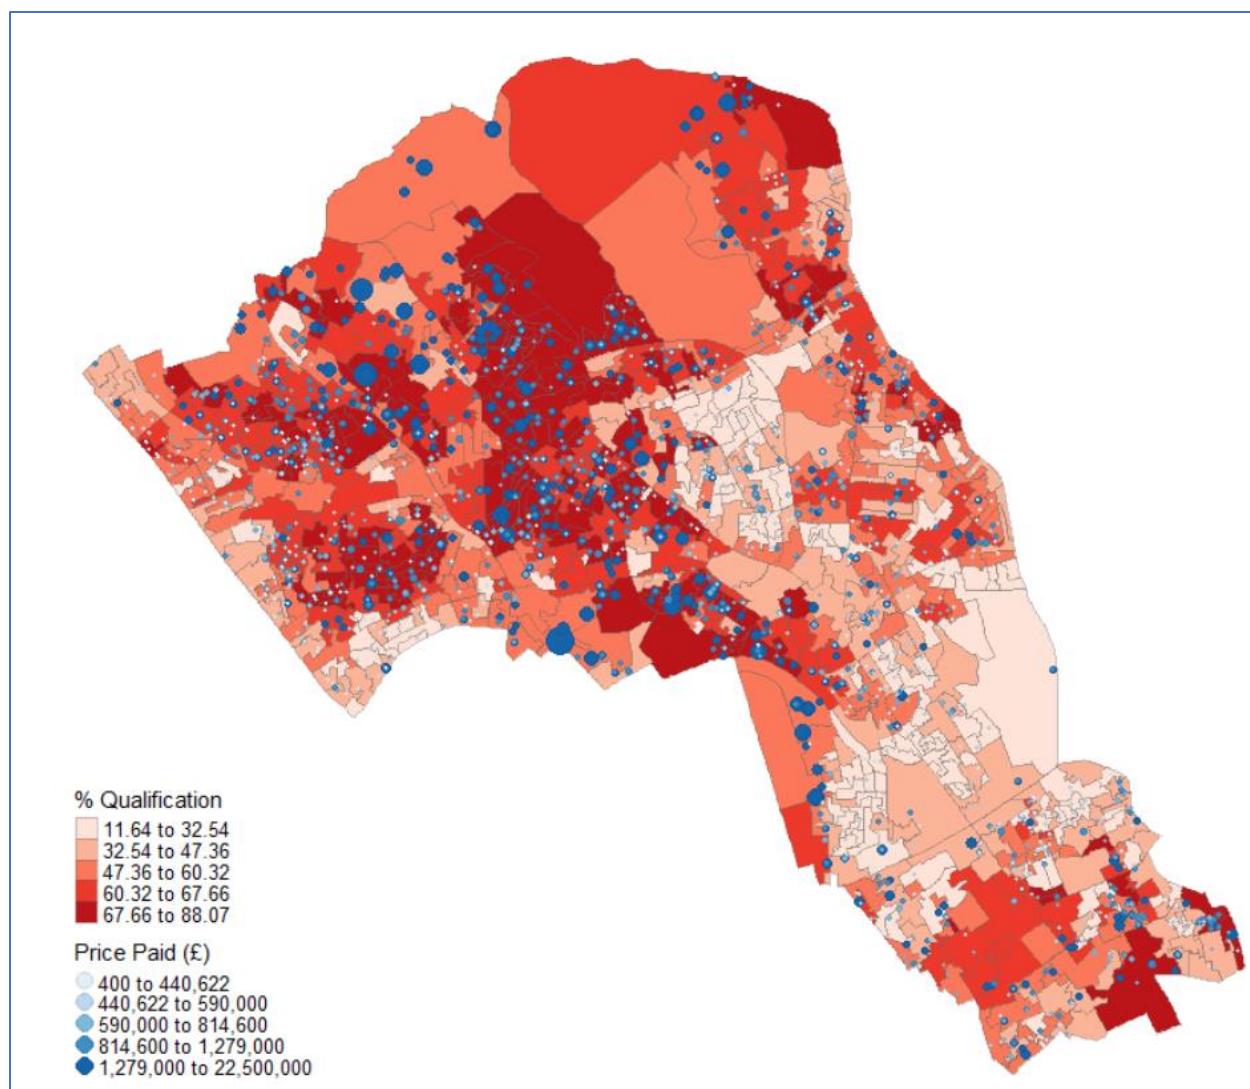 % Qualification
11.64 to 32.54
32.54 to 47.36
47.36 to 60.32
60.32 to 67.66
67.66 to 88.07
Price Paid (£)
400 to 440,622
440,622 to 590,000
590,000 to 814,600
814,600 to 1,279,000
1,279,000 to 22,500,000